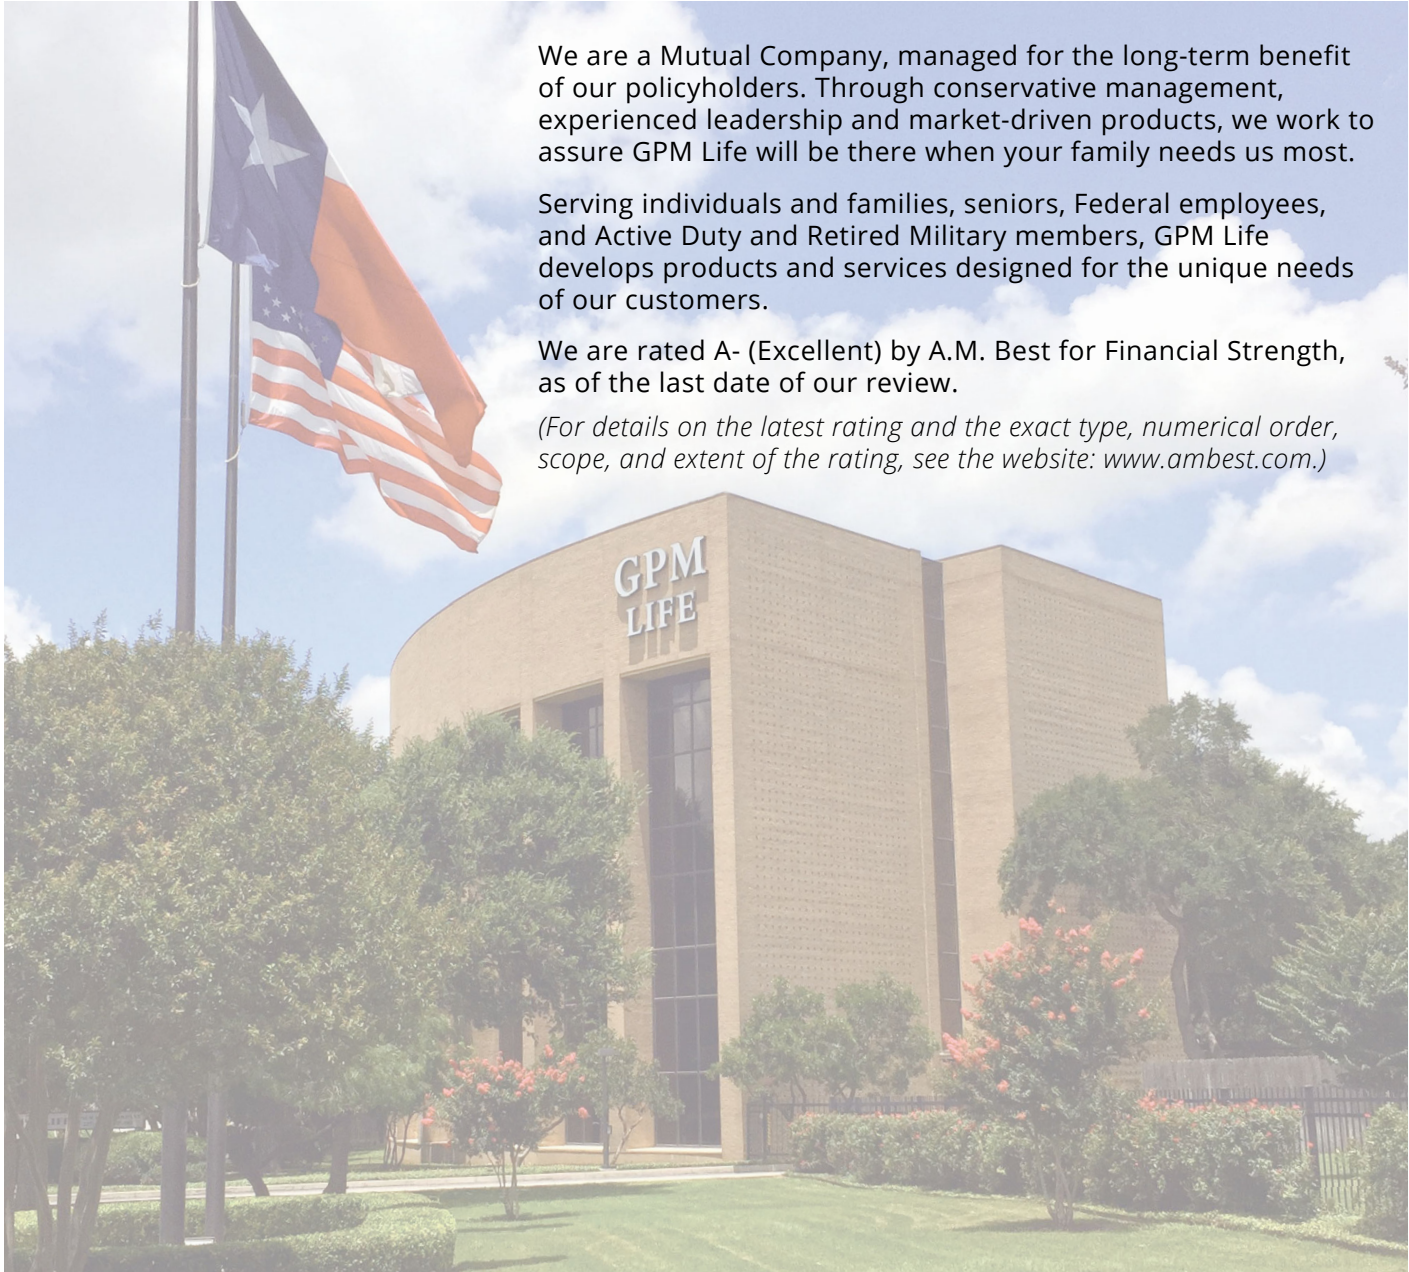 We are a Mutual Company, managed for the long-term benefit
of our policyholders. Through conservative management,
experienced leadership and market-driven products, we work to
assure GPM Life will be there when your family needs us most.
Serving individuals and families, seniors, Federal employees,
and Active Duty and Retired Military members, GPM Life
develops products and services designed for the unique needs
of our customers.
We are rated A- (Excellent) by A.M. Best for Financial Strength,
as of the last date of our review.
(For details on the latest rating and the exact type, numerical order,
scope, and extent of the rating, see the website: www.ambest.com.)
GPM
LIFE